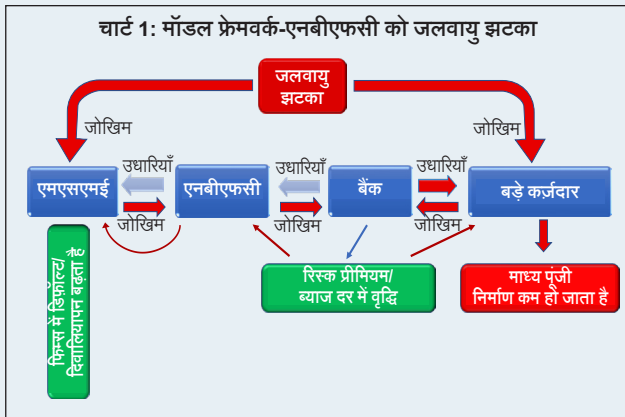 चार्ट 1: मॉडल फ्रेमवर्क-एनबीएफसी को जलवायु झटका
जलवायु
झटका
जोखिम
जोखिम
उधारियाँ
उधारियाँ
उधारियाँ
एमएसएमई
एनबीएफसी
बैंक
बड़े कर्ज़दार
जोखिम
जोखिम
जोखिम
फिम्स में डिफ़ॉल्ट/
दिवालियापन बढ़ता है
रिस्क प्रीमियम/
ब्याज दर में वृद्धि
माध्य पूंजी
निर्माण कम हो जाता है